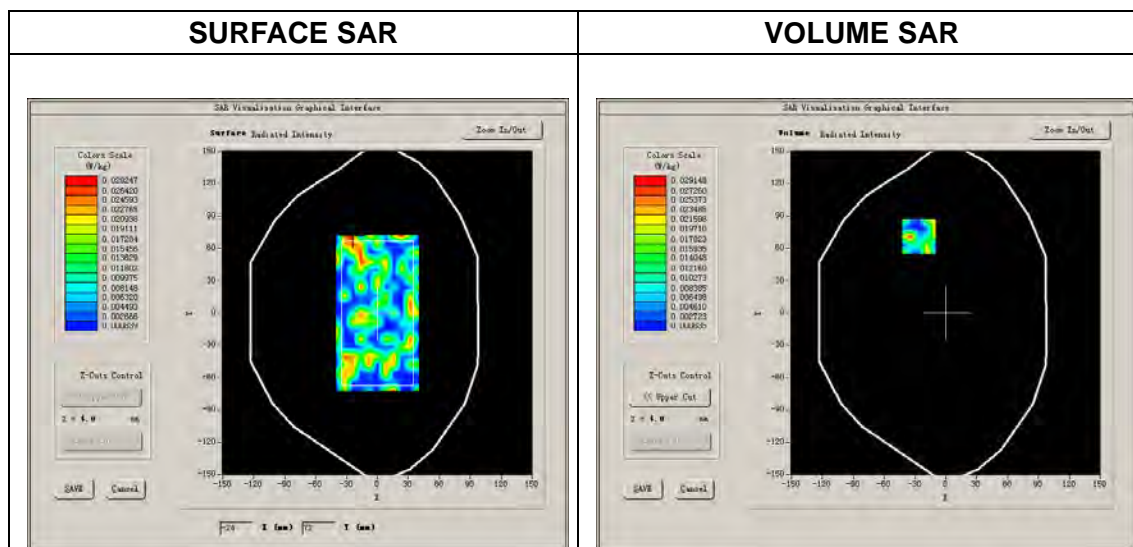 SURFACE SAR
VOLUME SAR
SAR Visualisation Graphical Interface
Surface Radiated Intensity
Zoom In/Out
Colors Scale
(W/kg)
0.026420
0.024593
0.022765
0.020938
0.019111
0.017284
0.015456
0.013629
0.011802
0.009975
0.008148
0.006320
0.004493
0.002666
0.000839
150
120
90
60
30
0
-30
-60
-90
-120
-150
-150 -120 -90 -60 -30 0 30 60 90 120 150
X
Z-Cuts Control
Z = 4.0 mm
SAVE
Cancel
-24 X (mm) 72 Y (mm)
SAR Visualisation Graphical Interface
Volume Radiated Intensity
Zoom In/Out
Colors Scale
(W/kg)
0.029148
0.027260
0.025373
0.023485
0.021598
0.019710
0.017823
0.015935
0.014048
0.012160
0.010273
0.008385
0.006498
0.004610
0.002723
0.000835
150
120
90
60
30
0
-30
-60
-90
-120
-150
-150 -120 -90 -60 -30 0 30 60 90 120 150
X
Z-Cuts Control
<< Upper Cut
Z = 4.0 mm
SAVE
Cancel